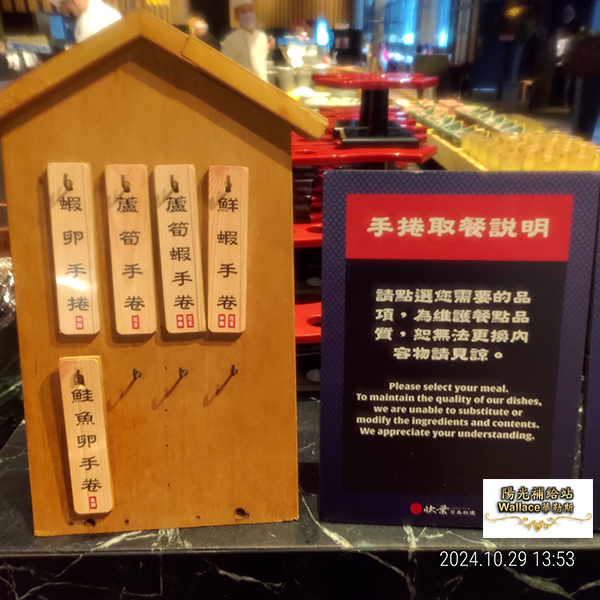 蝦卵手捲
蘆筍手卷
蘆筍蝦手卷
鮮蝦手卷
鮭魚卵手卷
手捲取餐說明
請點選您需要的品
項，為維護餐點品
質，恕無法更換內
容物請見諒。
Please select your meal.
To maintain the quality of our dishes,
we are unable to substitute or
modify the ingredients and contents.
We appreciate your understanding.
陽光補給站
Wallace華勒斯
2024.10.29 13:53